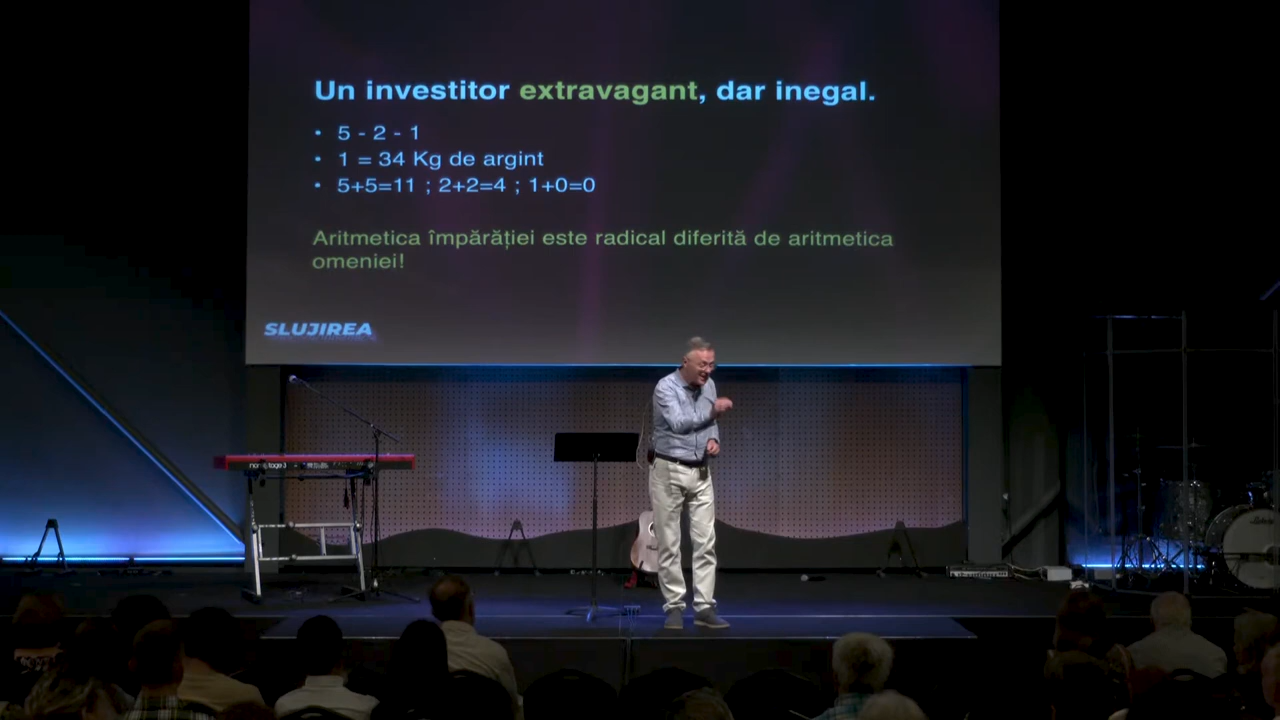 Un investitor extravagant, dar inegal.
• 5 - 2 - 1
• 1 = 34 Kg de argint
• 5+5=11 ; 2+2=4 ; 1+0=0
Aritmetica împărăției este radical diferită de aritmetica
omeniei!
SLUJIREA